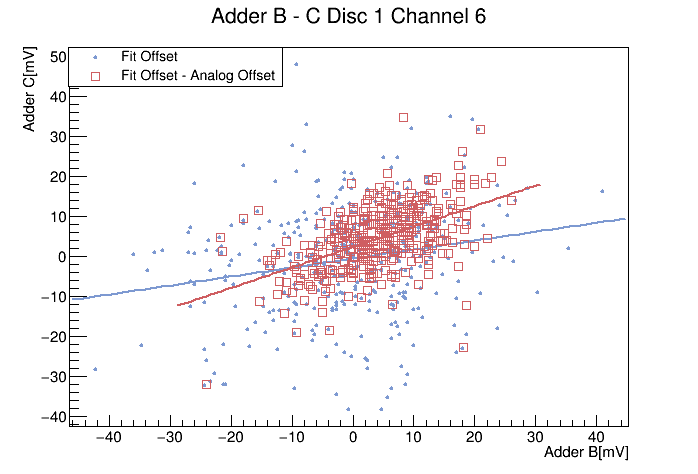 Adder B - C Disc 1 Channel 6
Adder C[mV]
Fit Offset
Fit Offset - Analog Offset
50
40
30
20
10
0
−10
−20
−30
−40
−40 −30 −20 −10 0 10 20 30 40
Adder B[mV]